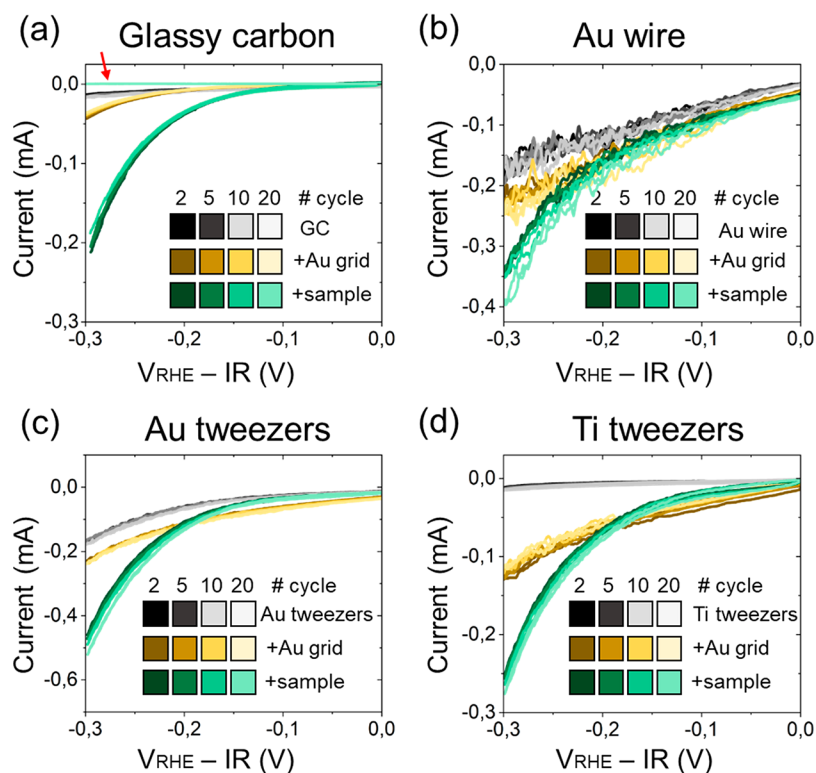 (a) Glassy carbon
0,0
-0,1
-0,2
-0,3
Current (mA)
2 5 10 20 # cycle
GC
+Au grid
+sample
-0,3 -0,2 -0,1 0,0
VRHE – IR (V)
(b) Au wire
0,0
-0,1
-0,2
-0,3
-0,4
Current (mA)
2 5 10 20 # cycle
Au wire
+Au grid
+sample
-0,3 -0,2 -0,1 0,0
VRHE – IR (V)
(c) Au tweezers
0,0
-0,2
-0,4
-0,6
Current (mA)
2 5 10 20 # cycle
Au tweezers
+Au grid
+sample
-0,3 -0,2 -0,1 0,0
VRHE – IR (V)
(d) Ti tweezers
0,0
-0,1
-0,2
-0,3
Current (mA)
2 5 10 20 # cycle
Ti tweezers
+Au grid
+sample
-0,3 -0,2 -0,1 0,0
VRHE – IR (V)